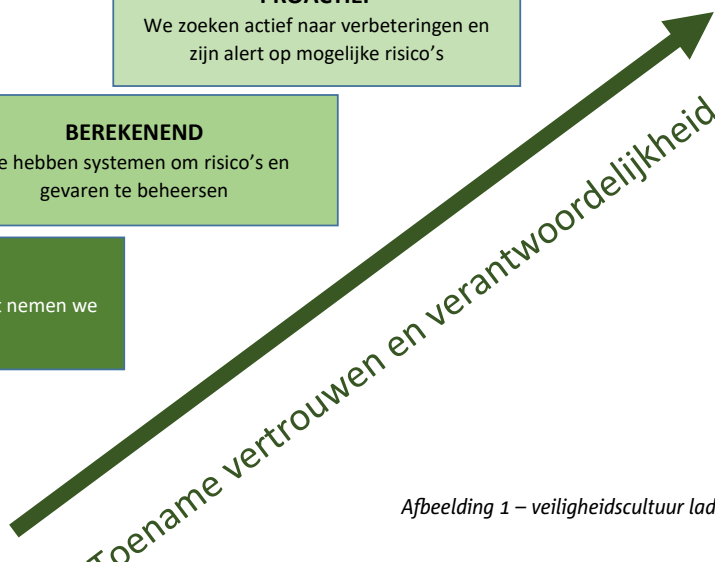 PROACTIEF
We zoeken actief naar verbeteringen en
zijn alert op mogelijke risico’s
BEREKENEND
e hebben systemen om risico’s en
gevaren te beheersen
t nemen we
Toename vertrouwen en verantwoordelijkheid
Afbeelding 1 – veiligheidscultuur lad